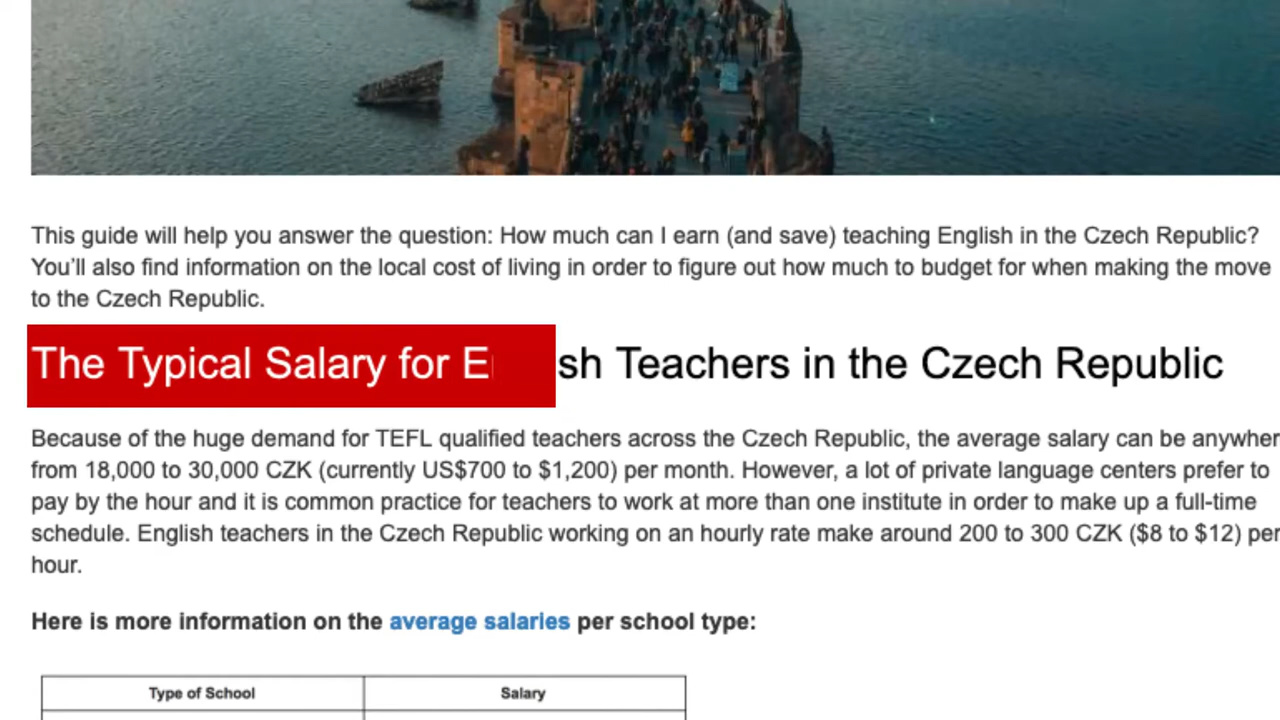 This guide will help you answer the question: How much can I earn (and save) teaching English in the Czech Republic?
You'll also find information on the local cost of living in order to figure out how much to budget for when making the move
to the Czech Republic.
The Typical Salary for E sh Teachers in the Czech Republic
Because of the huge demand for TEFL qualified teachers across the Czech Republic, the average salary can be anywher
from 18,000 to 30,000 CZK (currently US$700 to $1,200) per month. However, a lot of private language centers prefer to
pay by the hour and it is common practice for teachers to work at more than one institute in order to make up a full-time
schedule. English teachers in the Czech Republic working on an hourly rate make around 200 to 300 CZK ($8 to $12) per
hour.
Here is more information on the average salaries per school type:
Type of School Salary